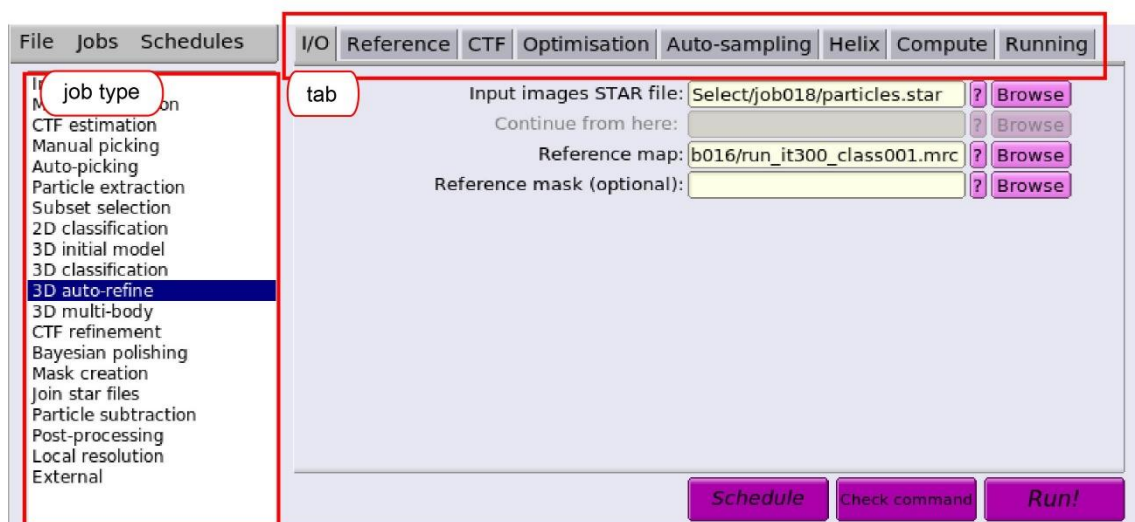 File Jobs Schedules
I/O Reference CTF Optimisation Auto-sampling Helix Compute Running
job type
tab
CTF estimation
Manual picking
Auto-picking
Particle extraction
Subset selection
2D classification
3D initial model
3D classification
3D auto-refine
3D multi-body
CTF refinement
Bayesian polishing
Mask creation
Join star files
Particle subtraction
Post-processing
Local resolution
External
Input images STAR file: Select/job018/particles.star ? Browse
Continue from here: ? Browse
Reference map: b016/run_it300_class001.mrc ? Browse
Reference mask (optional): ? Browse
Schedule Check command Run!